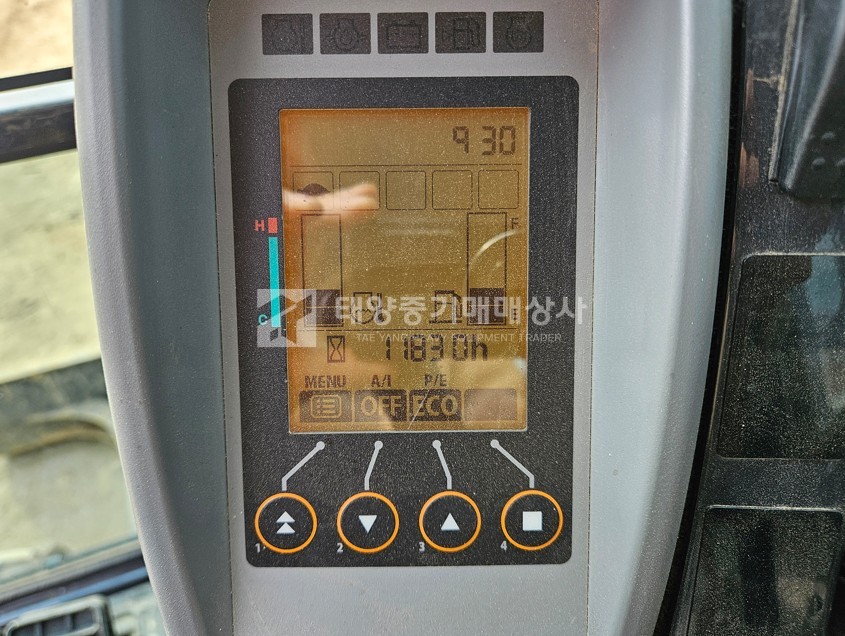 9 30
H
F
C
E
태양중기매매상사
TAE YANG HEAVY EQUIPMENT TRADER
11830h
MENU A/I P/E
OFF ECO
1 2 3 4